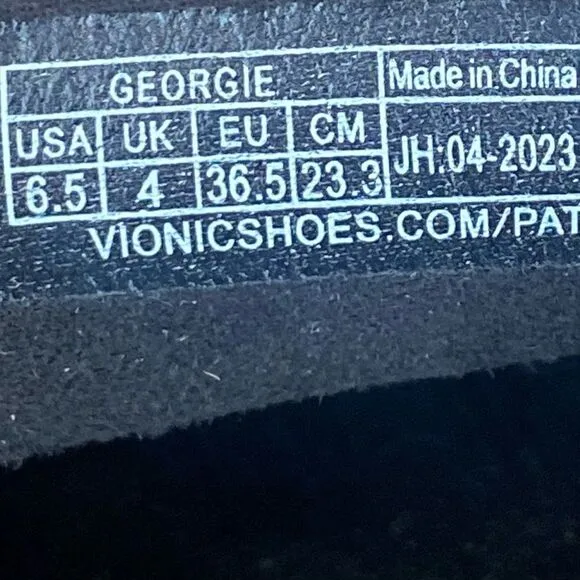 GEORGIE Made in China
USA UK EU CM
6.5 4 36.5 23.3 JH:04-2023
VIONICSHOES.COM/PAT